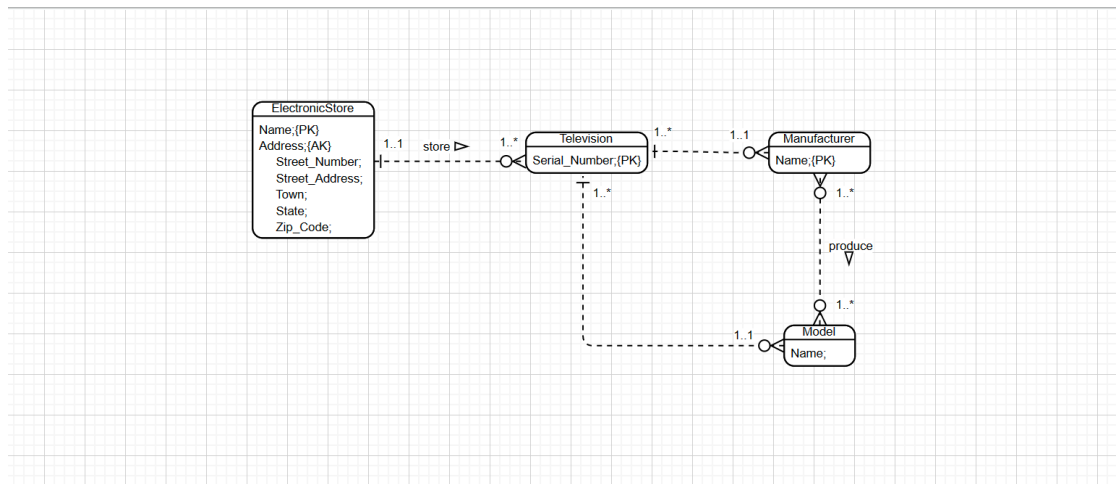 ElectronicStore
Name;{PK}
Address;{AK}
Street_Number;
Street_Address;
Town;
State;
Zip_Code;
1..1
store
1..*
Television
Serial_Number;{PK}
1..*
1..1
Manufacturer
Name;{PK}
1..*
1..*
produce
1..*
1..1
Model
Name;